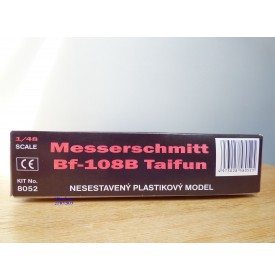 1/48
SCALE
CE
KIT No.
8052
Messerschmitt
Bf-108B Taifun
NESESTAVENÝ PLASTIKOVÝ MODEL